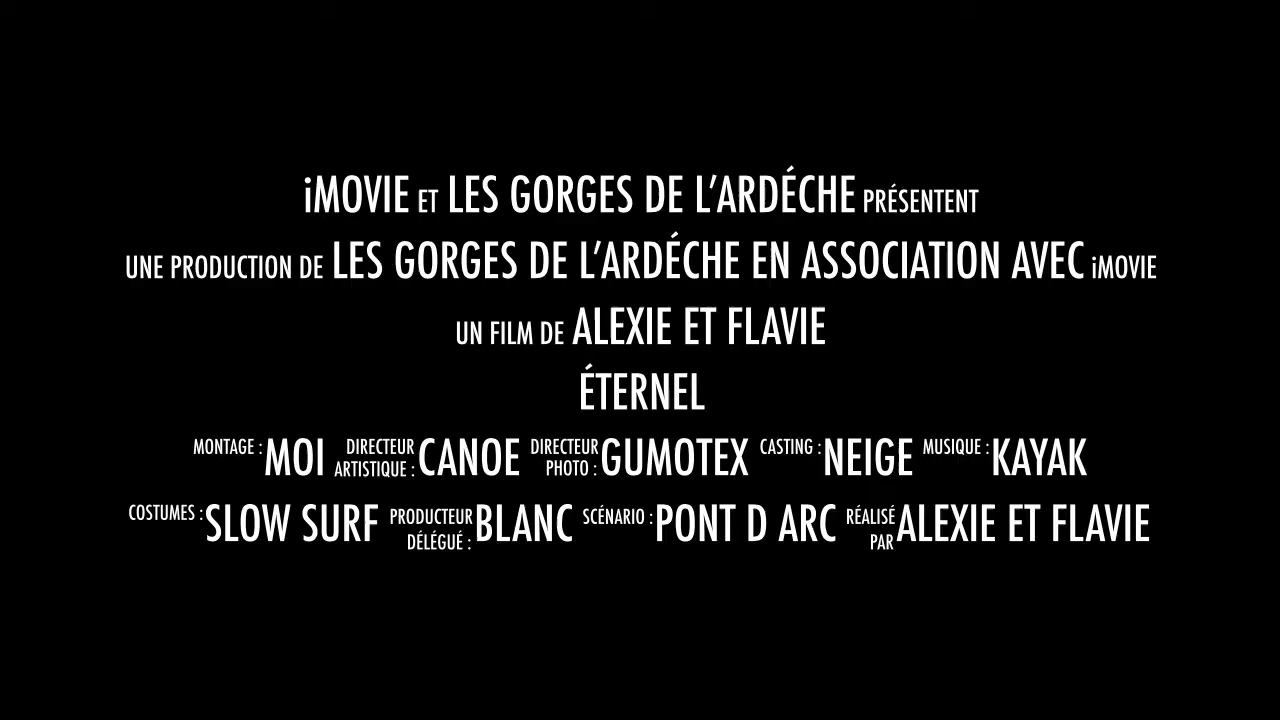 iMOVIE ET LES GORGES DE L’ARDÉCHE PRÉSENTENT
UNE PRODUCTION DE LES GORGES DE L’ARDÉCHE EN ASSOCIATION AVEC iMOVIE
UN FILM DE ALEXIE ET FLAVIE
ÉTERNEL
MONTAGE : MOI DIRECTEUR ARTISTIQUE : CANOE DIRECTEUR PHOTO : GUMOTEX CASTING : NEIGE MUSIQUE : KAYAK
COSTUMES : SLOW SURF PRODUCTEUR DÉLÉGUÉ : BLANC SCÉNARIO : PONT D ARC RÉALISÉ PAR ALEXIE ET FLAVIE